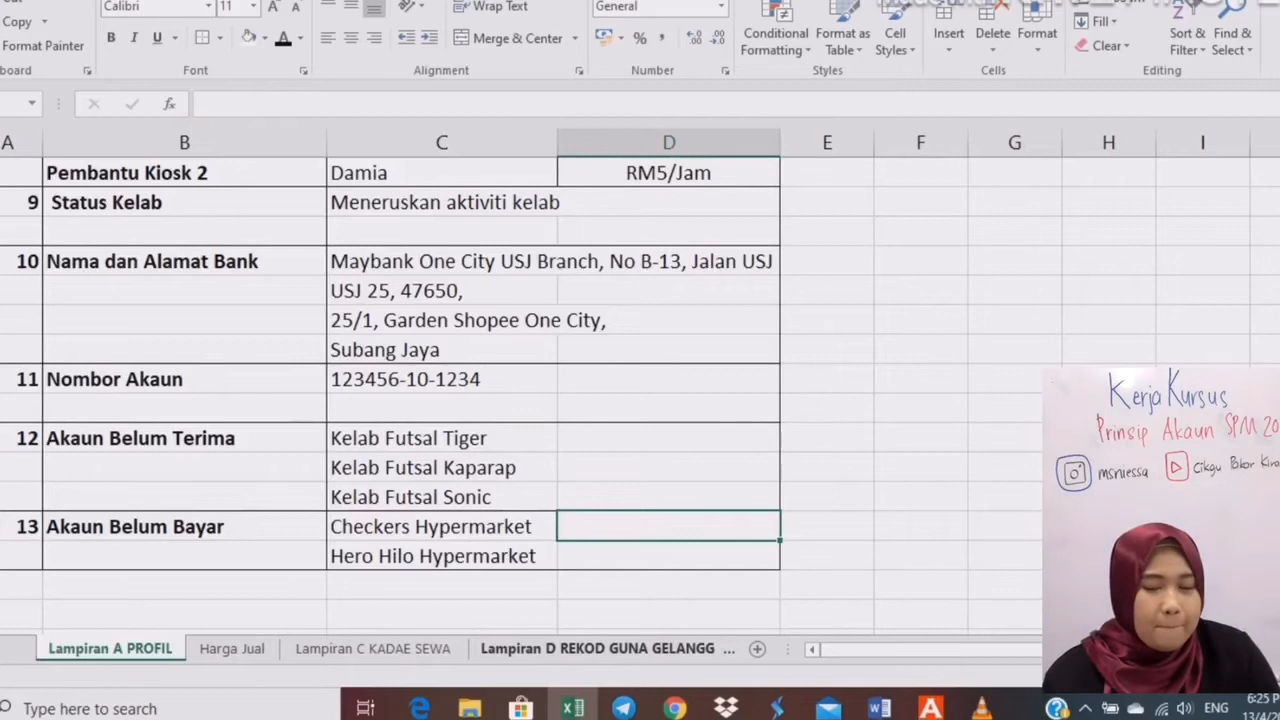 Calibri
11
Copy
Format Painter
board
B I U
Font
Wrap Text
Merge & Center
Alignment
General
%
Number
Conditional Formatting
Format as Table
Cell Styles
Styles
Insert
Delete
Format
Cells
Fill
Clear
Sort & Filter
Find & Select
Editing
fx
A B C D E F G H I
Pembantu Kiosk 2 Damia RM5/Jam
9 Status Kelab Meneruskan aktiviti kelab
10 Nama dan Alamat Bank Maybank One City USJ Branch, No B-13, Jalan USJ
USJ 25, 47650,
25/1, Garden Shopee One City,
Subang Jaya
11 Nombor Akaun 123456-10-1234
12 Akaun Belum Terima Kelab Futsal Tiger
Kelab Futsal Kaparap
Kelab Futsal Sonic
13 Akaun Belum Bayar Checkers Hypermarket
Hero Hilo Hypermarket
Kerja Kursus
Prinsip Akaun SPM 20
msniessa
Cikgu
Lampiran A PROFIL Harga Jual Lampiran C KADAE SEWA Lampiran D REKOD GUNA GELANGG ...
Type here to search
ENG
6:25 P
13/4/2